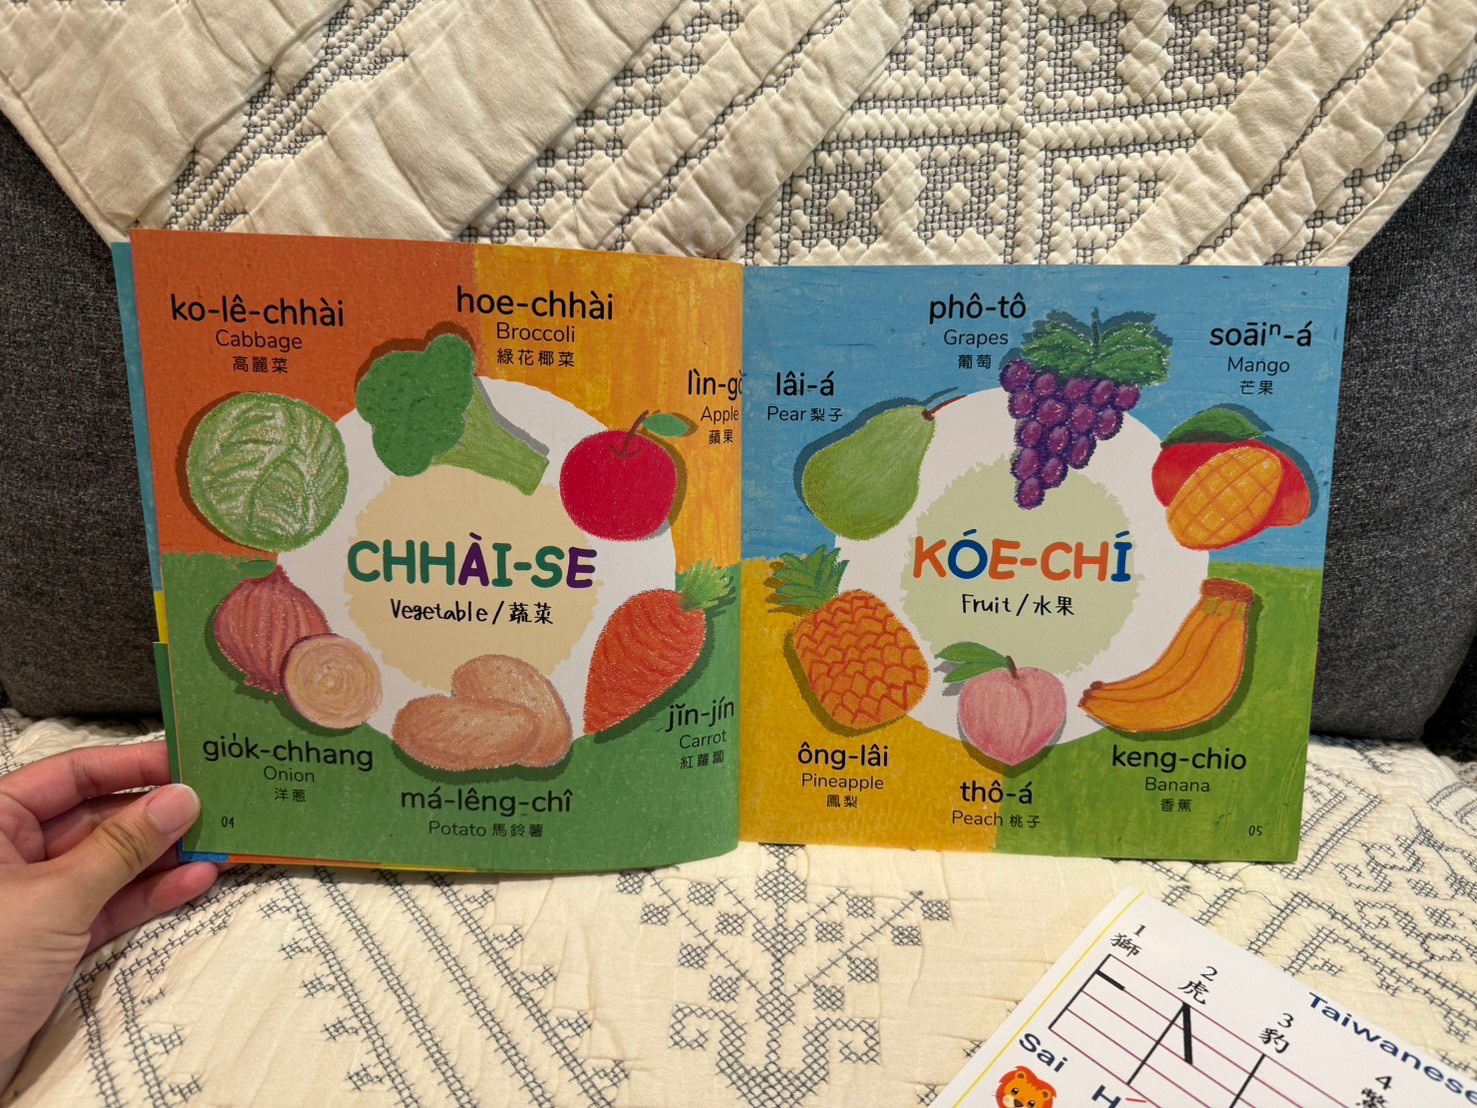 ko-lê-chhài
Cabbage
高麗菜
hoe-chhài
Broccoli
綠花椰菜
Apple
蘋果
CHHÀI-SE
Vegetable/蔬菜
gio̍k-chhang
Onion
洋蔥
má-lêng-chî
Potato 馬鈴薯
jĭn-jín
Carrot
紅蘿蔔
04
phô-tô
Grapes
葡萄
soāiⁿ-á
Mango
芒果
lâi-á
Pear 梨子
KÓE-CHÍ
Fruit/水果
ông-lâi
Pineapple
鳳梨
thô-á
Peach 桃子
keng-chio
Banana
香蕉
05
Taiwanese
1
獅
2
虎
3
豹
4
Sai